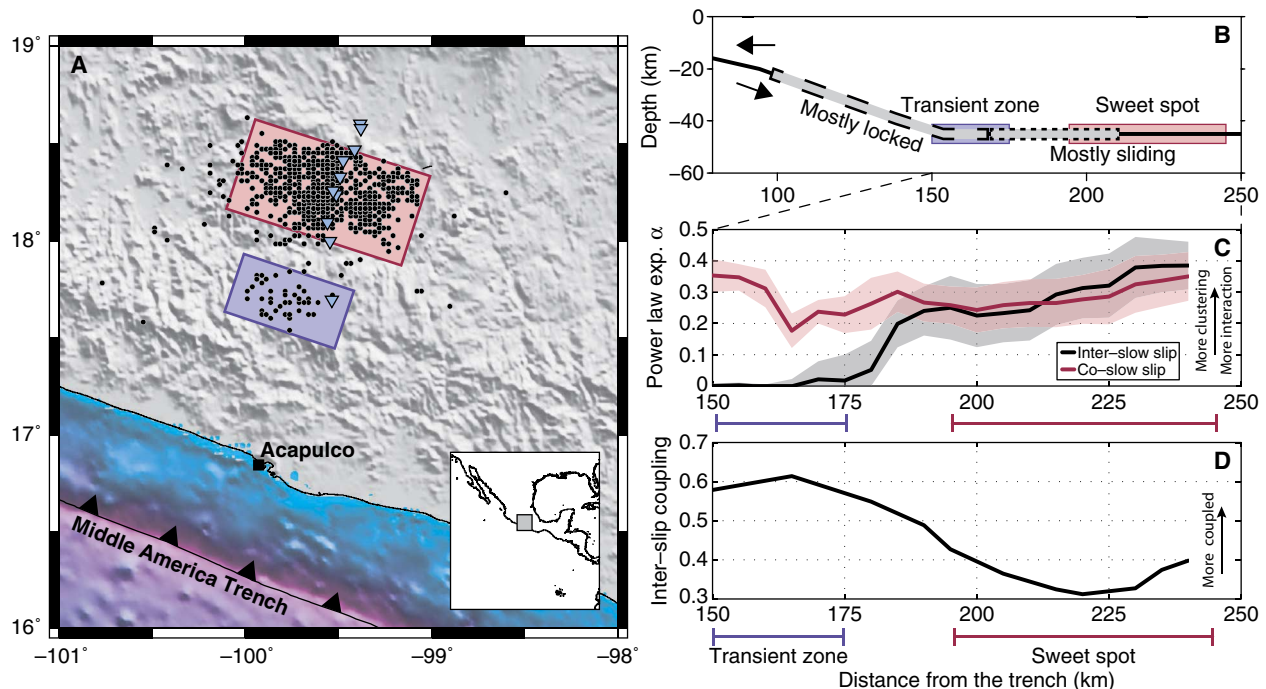 A
19˚
18˚
17˚
16˚
–101˚
–100˚
–99˚
–98˚
Acapulco
Middle America Trench
B
Depth (km)
0
–20
–40
–60
100
150
200
250
Mostly locked
Transient zone
Sweet spot
Mostly sliding
C
Power law exp. α
0.5
0.4
0.3
0.2
0.1
0
150
175
200
225
250
Inter–slow slip
Co–slow slip
More clustering
More interaction
D
Inter–slip coupling
0.7
0.6
0.5
0.4
0.3
150
175
200
225
250
More coupled
Transient zone
Sweet spot
Distance from the trench (km)